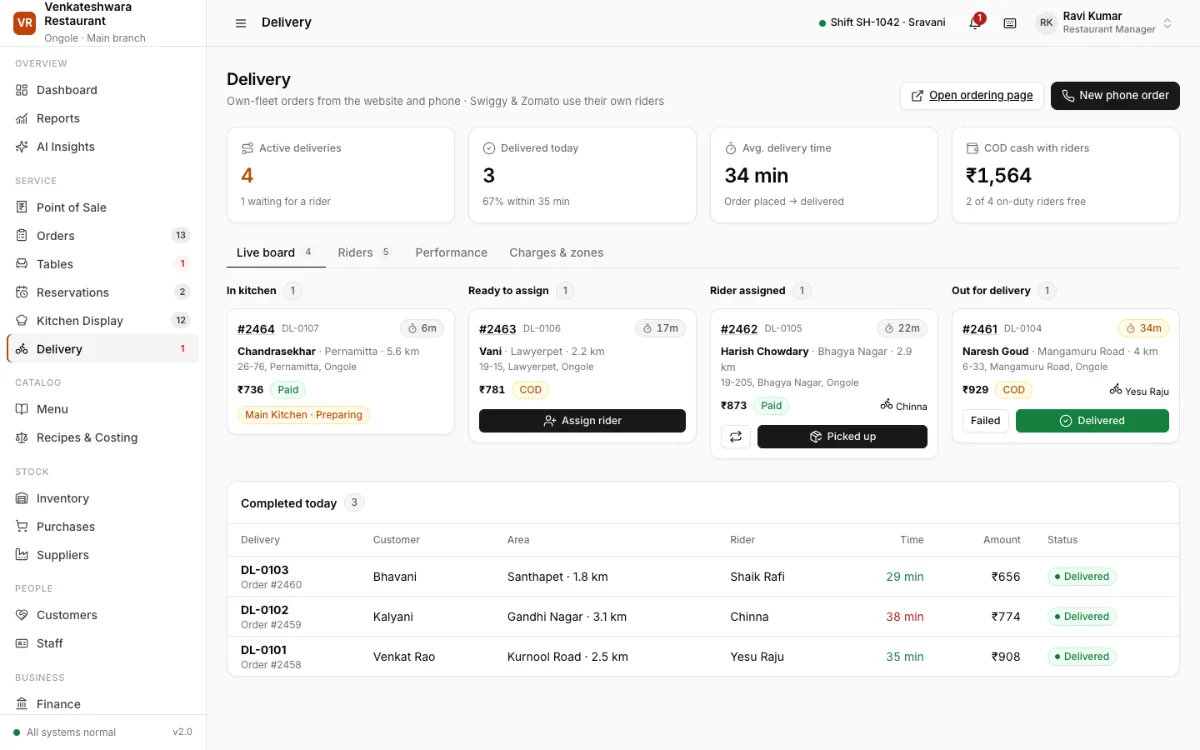 VR
Venkateshwara
Restaurant
Ongole · Main branch
OVERVIEW
Dashboard
Reports
AI Insights
SERVICE
Point of Sale
Orders 13
Tables 1
Reservations 2
Kitchen Display 12
Delivery 1
CATALOG
Menu
Recipes & Costing
STOCK
Inventory
Purchases
Suppliers
PEOPLE
Customers
Staff
BUSINESS
Finance
All systems normal v2.0
Delivery
Shift SH-1042 · Sravani
1
RK
Ravi Kumar
Restaurant Manager
Delivery
Own-fleet orders from the website and phone · Swiggy & Zomato use their own riders
Open ordering page
New phone order
Active deliveries
4
1 waiting for a rider
Delivered today
3
67% within 35 min
Avg. delivery time
34 min
Order placed → delivered
COD cash with riders
₹1,564
2 of 4 on-duty riders free
Live board 4 Riders 5 Performance Charges & zones
In kitchen 1
#2464 DL-0107 6m
Chandrasekhar · Pernamitta · 5.6 km
26-76, Pernamitta, Ongole
₹736 Paid
Main Kitchen · Preparing
Ready to assign 1
#2463 DL-0106 17m
Vani · Lawyerpet · 2.2 km
19-15, Lawyerpet, Ongole
₹781 COD
Assign rider
Rider assigned 1
#2462 DL-0105 22m
Harish Chowdary · Bhagya Nagar · 2.9
km
19-205, Bhagya Nagar, Ongole
₹873 Paid Chinna
Picked up
Out for delivery 1
#2461 DL-0104 34m
Naresh Goud · Mangamuru Road · 4 km
6-33, Mangamuru Road, Ongole
₹929 COD Yesu Raju
Failed Delivered
Completed today 3
Delivery Customer Area Rider Time Amount Status
DL-0103
Order #2460
Bhavani Santhapet · 1.8 km Shaik Rafi 29 min ₹656 Delivered
DL-0102
Order #2459
Kalyani Gandhi Nagar · 3.1 km Chinna 38 min ₹774 Delivered
DL-0101
Order #2458
Venkat Rao Kurnool Road · 2.5 km Yesu Raju 35 min ₹908 Delivered